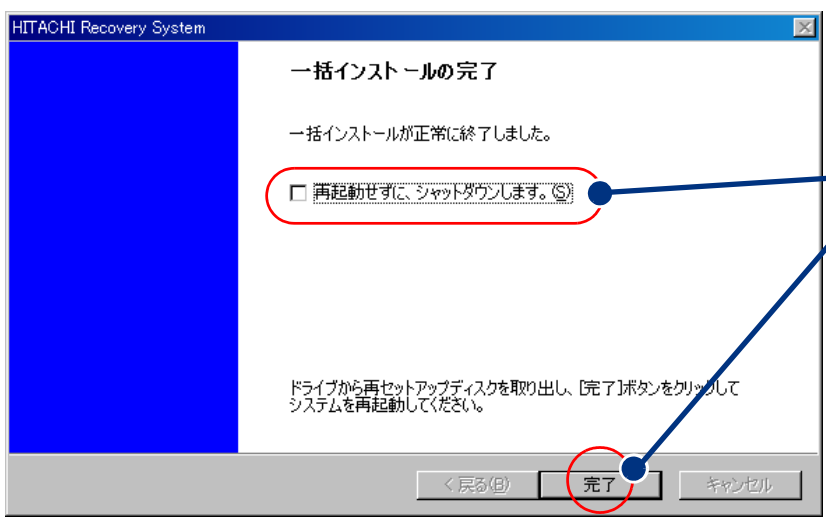 HITACHI Recovery System
一括インストールの完了
一括インストールが正常に終了しました。
再起動せずに、シャットダウンします。(S)
ドライブから再セットアップディスクを取り出し、[完了]ボタンをクリックして
システムを再起動してください。
< 戻る(B)
完了
キャンセル